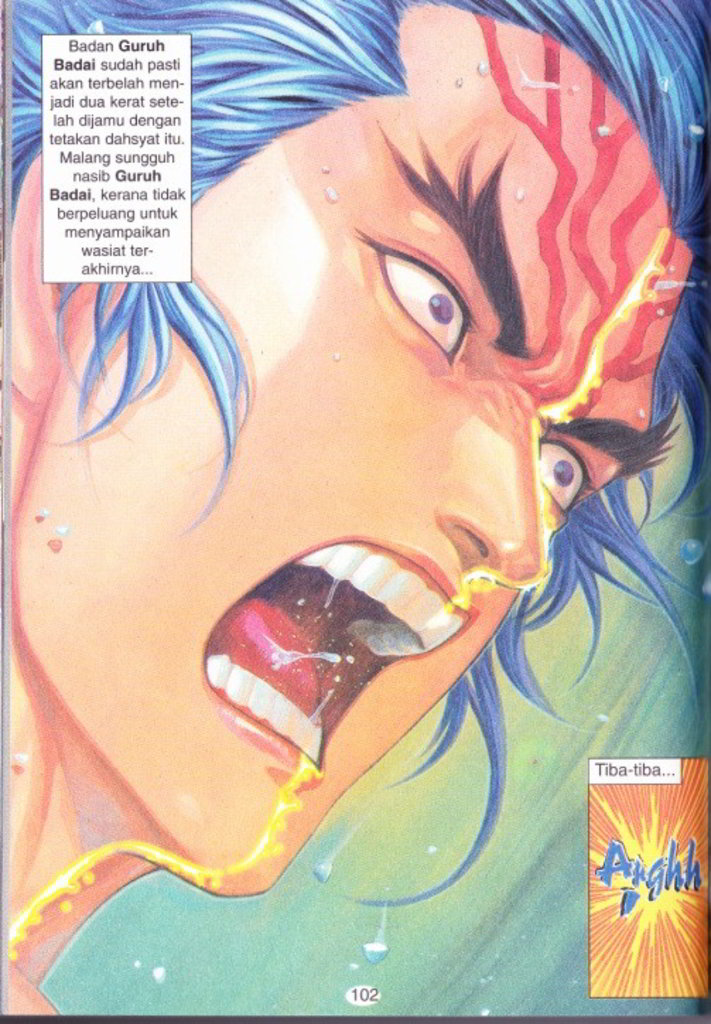 Badan Guruh
Badai sudah pasti
akan terbelah men-
jadi dua kerat sete-
lah dijamu dengan
tetakan dahsyat itu.
Malang sungguh
nasib Guruh
Badai, kerana tidak
berpeluang untuk
menyampaikan
wasiat ter-
akhirnya...
Tiba-tiba...
Arghh
102